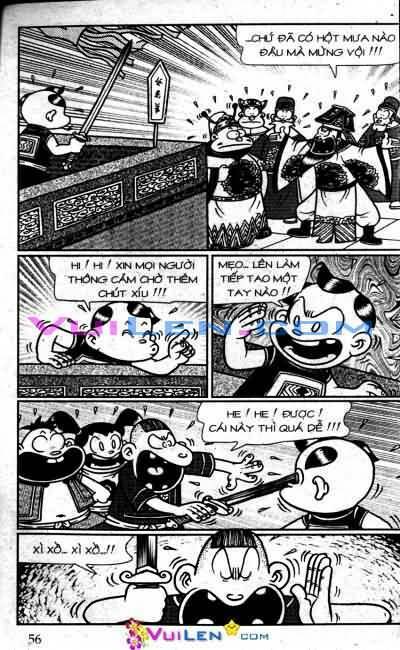 ...CHỨ ĐÃ CÓ HỘT MƯA NÀO
ĐÂU MÀ MỪNG VỘI !!!
HI ! HI ! XIN MỌI NGƯỜI
THÔNG CẢM CHỜ THÊM
CHÚT XÍU !!!
MẸO... LÊN LÀM
TIẾP TAO MỘT
TAY NÀO !!
VUILEN.COM
HE ! HE ! ĐƯỢC !
CÁI NÀY THÌ QUÁ DỄ !!!
XÌ XỒ... XÌ XỒ...!!
56
VUILEN.COM